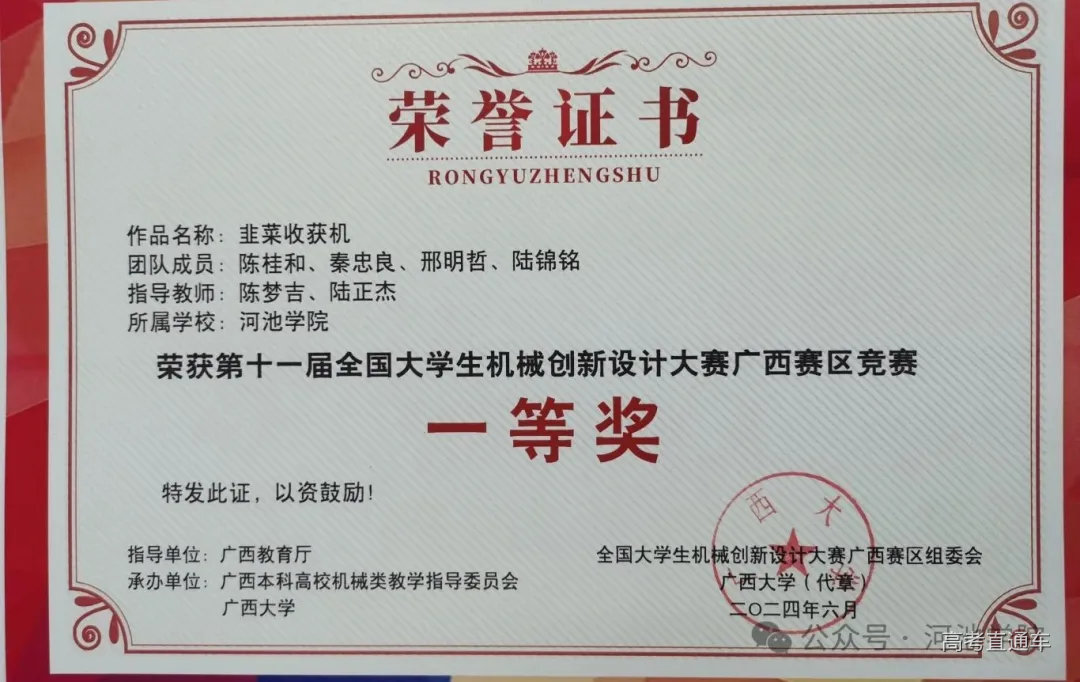 荣誉证书
RONGYUZHENGSHU
作品名称：韭菜收获机
团队成员：陈桂和、秦忠良、邢明哲、陆锦铭
指导教师：陈梦吉、陆正杰
所属学校：河池学院
荣获第十一届全国大学生机械创新设计大赛广西赛区竞赛
一等奖
特发此证，以资鼓励！
指导单位：广西教育厅
承办单位：广西本科高校机械类教学指导委员会
广西大学
全国大学生机械创新设计大赛广西赛区组委会
广西大学（代章
二〇二四年六月
西大
公众号·河池学院
高考直通车